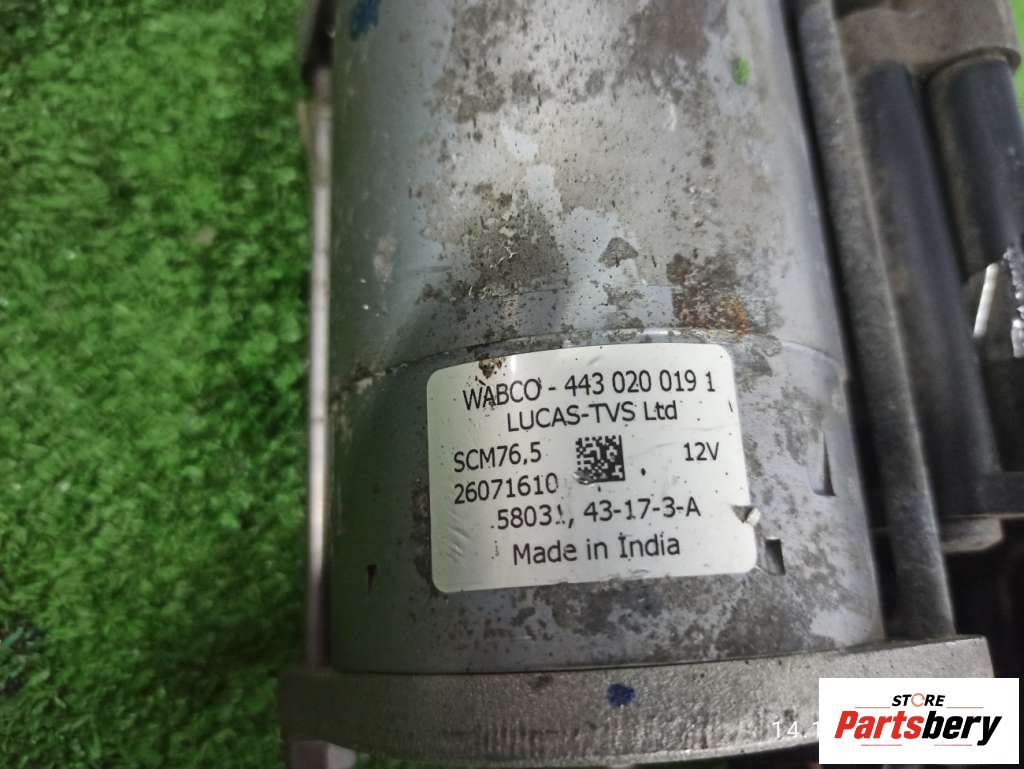 WABCO - 443 020 019 1
LUCAS-TVS Ltd
SCM76,5 12V
26071610
43-17-3-A
Made in India
STORE
Partsbery